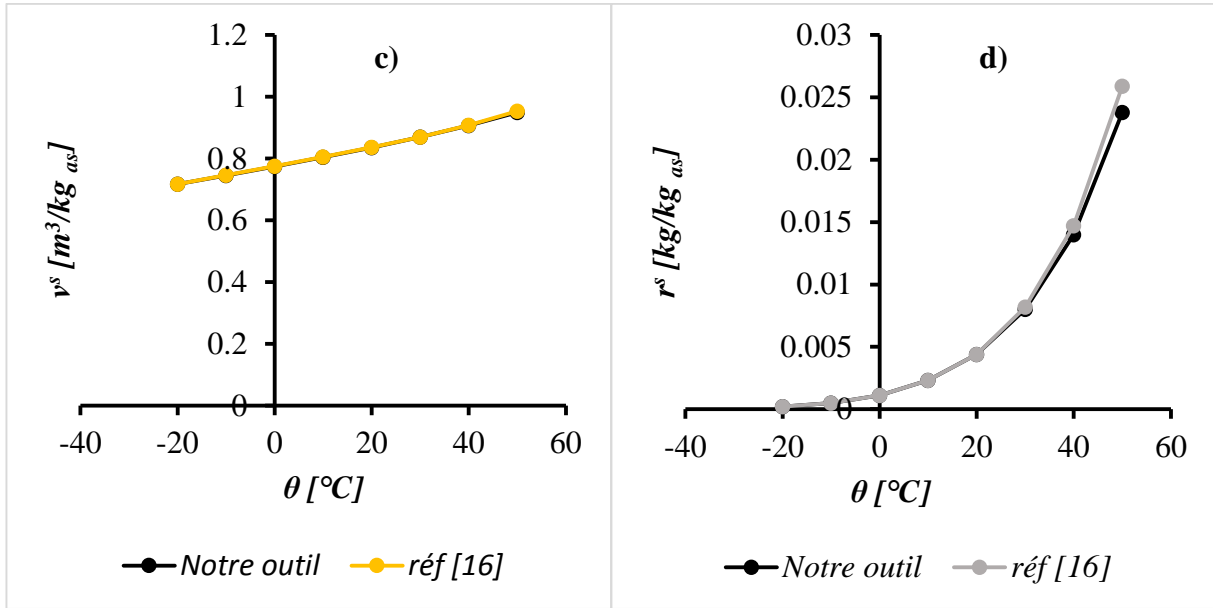 c)
1.2
1
0.8
0.6
0.4
0.2
0
-40 -20 0 20 40 60
v^s [m³/kg as]
θ [°C]
Notre outil réf [16]
d)
0.03
0.025
0.02
0.015
0.01
0.005
0
-40 -20 0 20 40 60
r^s [kg/kg as]
θ [°C]
Notre outil réf [16]